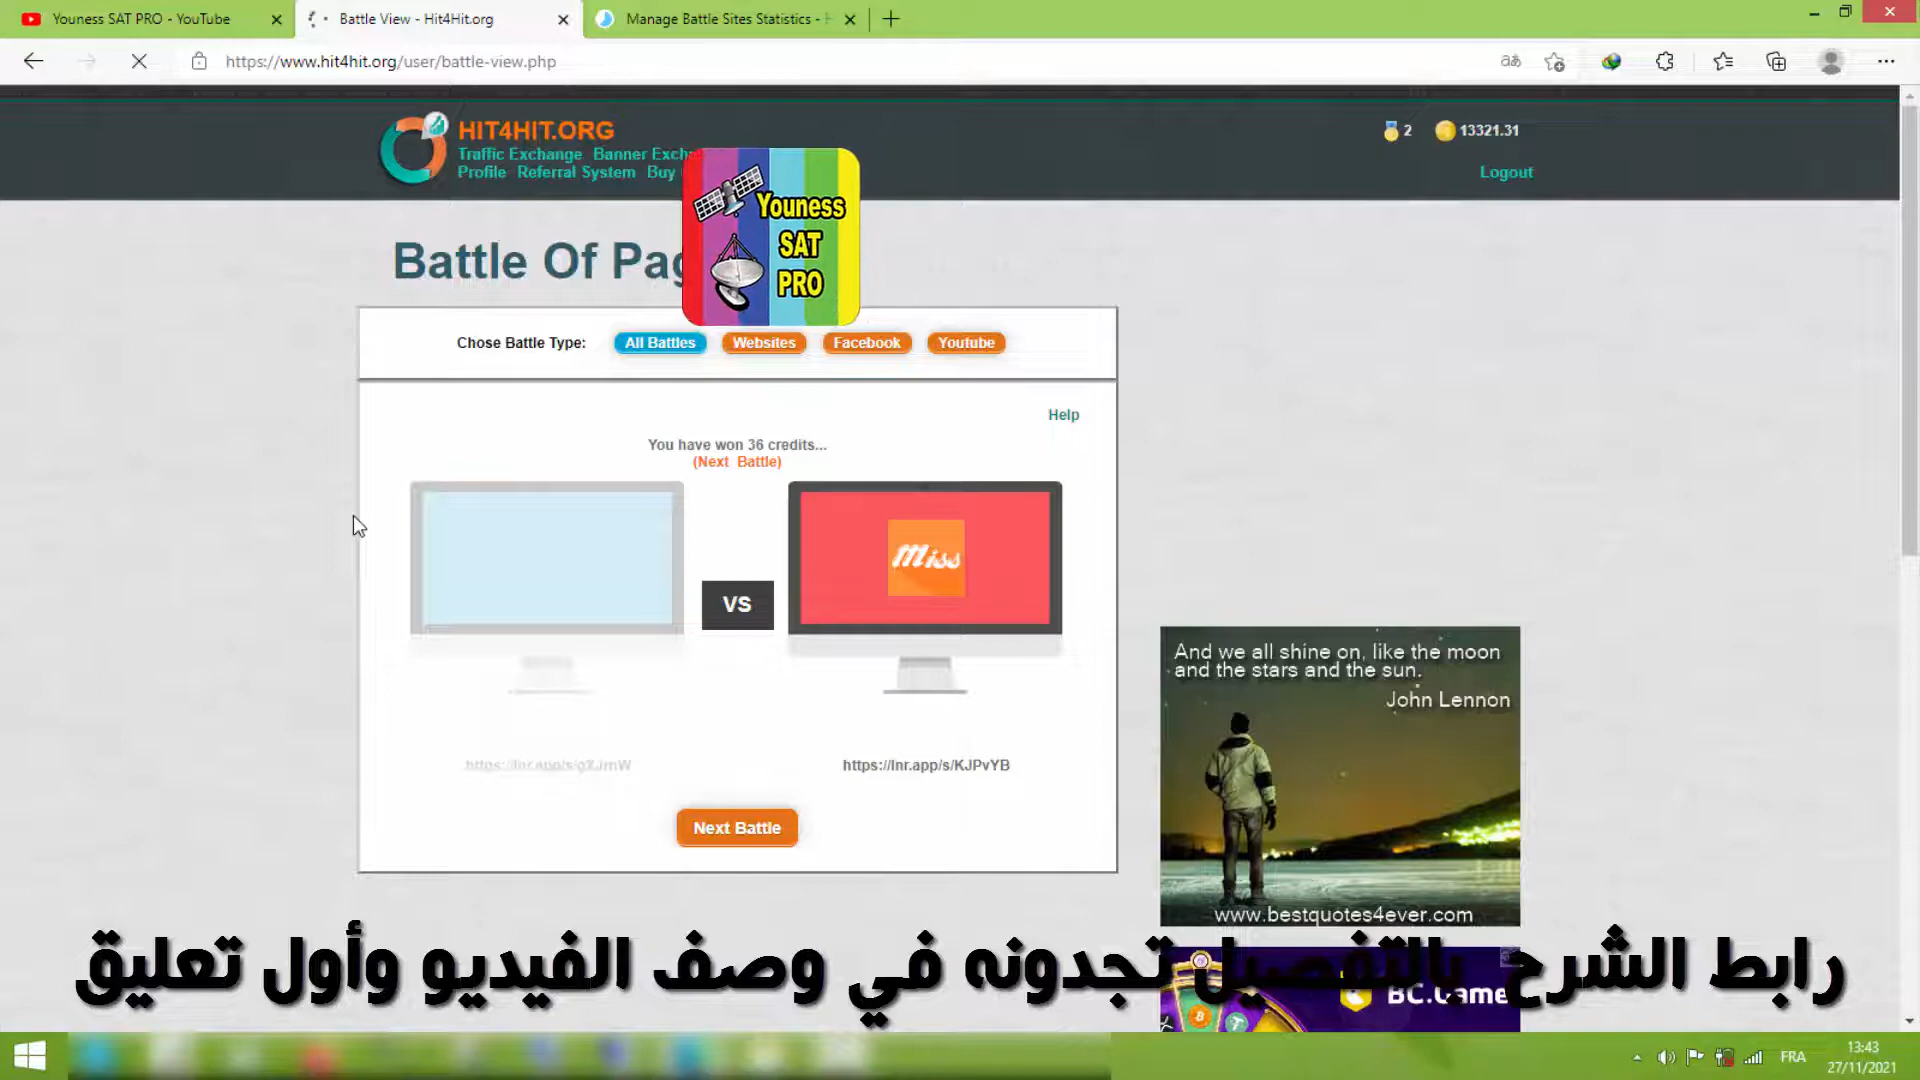 Youness SAT PRO - YouTube
Battle View - Hit4Hit.org
Manage Battle Sites Statistics -
https://www.hit4hit.org/user/battle-view.php
HIT4HIT.ORG
Traffic Exchange Banner Excha
Profile Referral System Buy
2
13321.31
Logout
Youness
SAT
PRO
Battle Of Pag
Chose Battle Type:
All Battles
Websites
Facebook
Youtube
Help
You have won 36 credits...
(Next Battle)
Miss
VS
https://lnr.app/s/KJPvYB
Next Battle
And we all shine on, like the moon
and the stars and the sun.
John Lennon
www.bestquotes4ever.com
BC.Game
رابط الشرح بالتفصيل تجدونه في وصف الفيديو وأول تعليق
FRA
13:43
27/11/2021